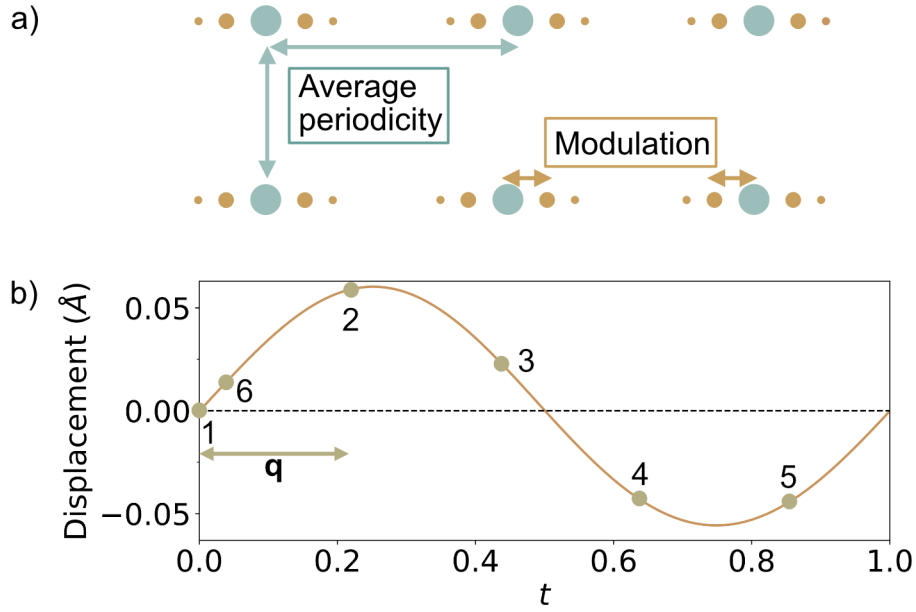 a)
Average
periodicity
Modulation
b)
Displacement (Å)
0.05
0.00
−0.05
1
2
3
4
5
6
q
0.0
0.2
0.4
0.6
0.8
1.0
t